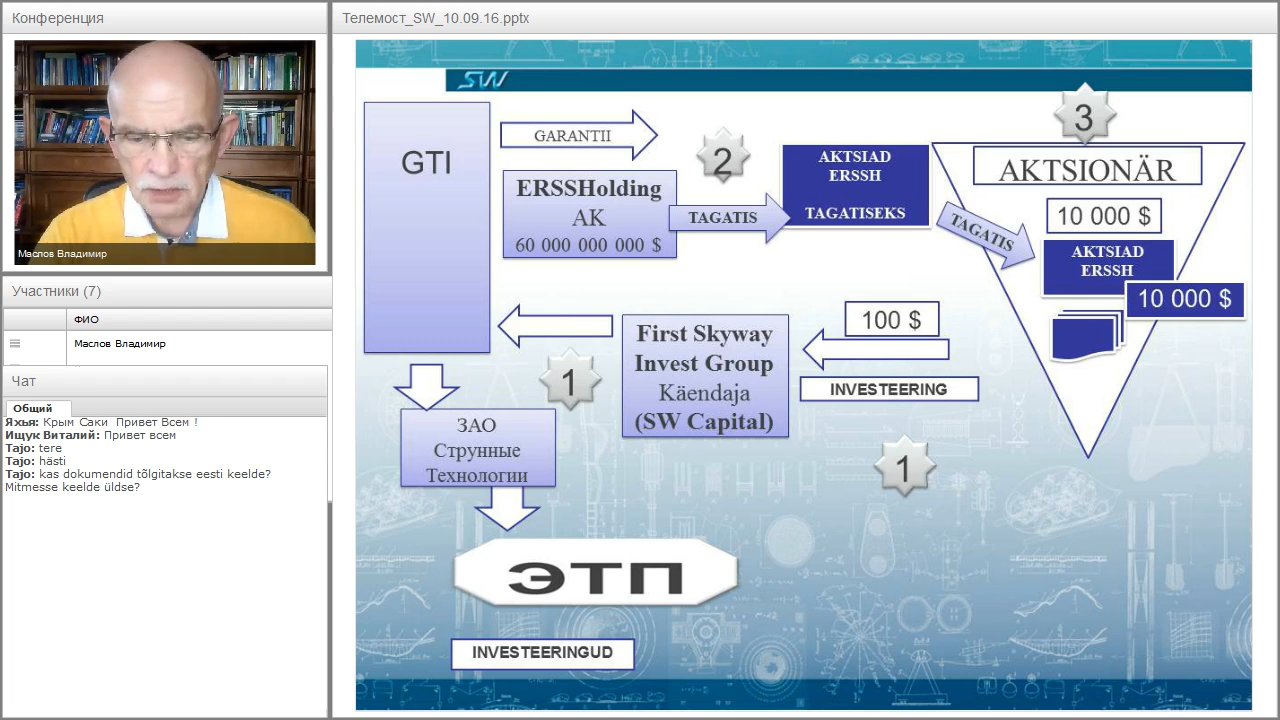 Конференция
Маслов Владимир
Участники (7)
ФИО
Маслов Владимир
Чат
Общий
Яхья: Крым Саки Привет Всем !
Ищук Виталий: Привет всем
Tajo: tere
Tajo: hästi
Tajo: kas dokumendid tõlgitakse eesti keelde?
Mitmesse keelde üldse?
Телемост_SW_10.09.16.pptx
SW
GTI
GARANTII
ERSSHolding
AK
60 000 000 000 $
2
TAGATIS
AKTSIAD
ERSSH
TAGATISEKS
3
AKTSIONÄR
10 000 $
TAGATIS
AKTSIAD
ERSSH
10 000 $
First Skyway
Invest Group
Käendaja
(SW Capital)
100 $
INVESTEERING
1
1
ЗАО
Струнные
Технологии
ЭТП
INVESTEERINGUD